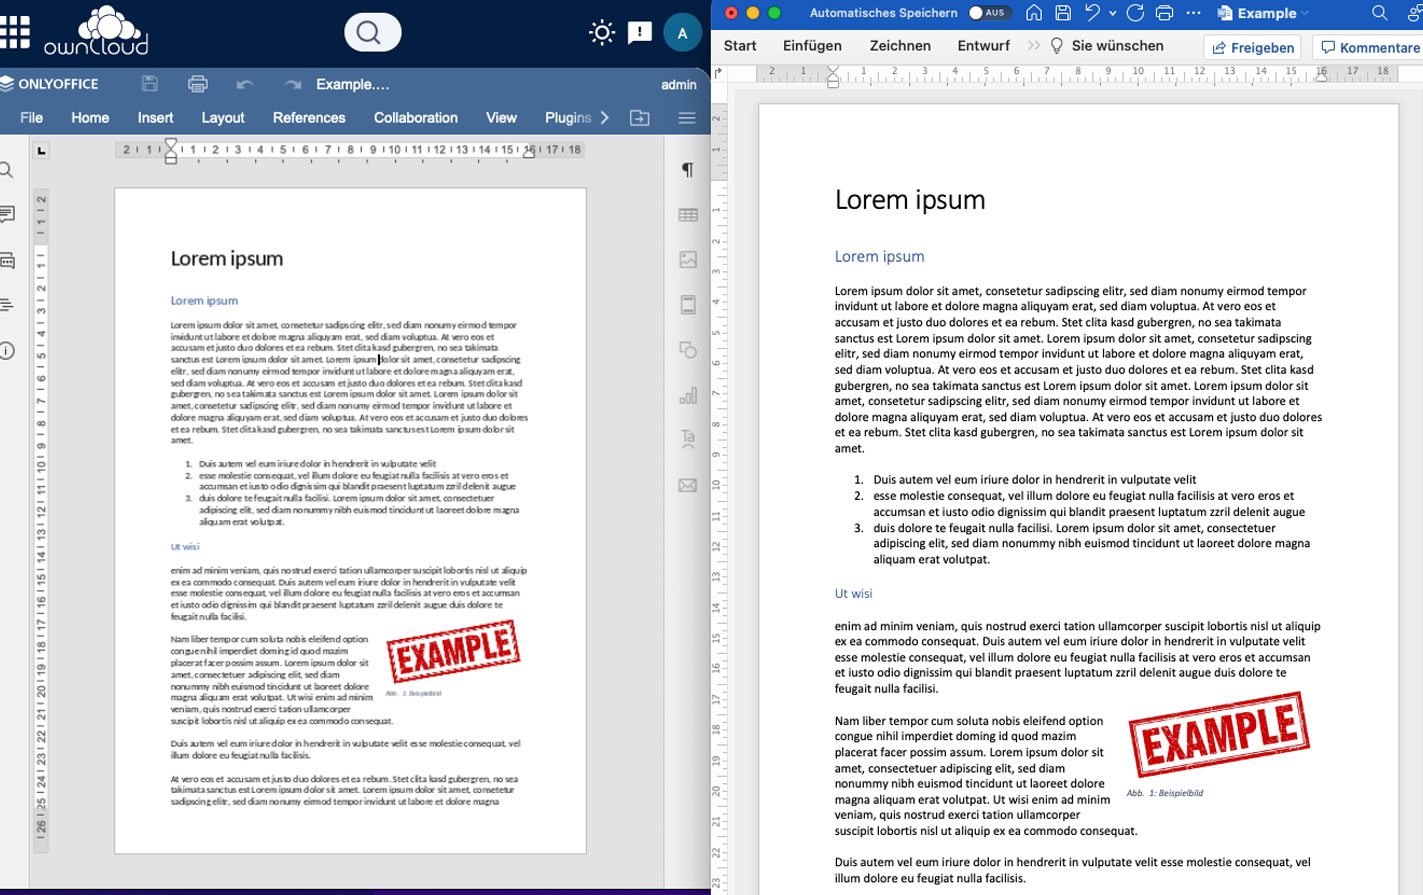 ownCloud
A
ONLYOFFICE
Example....
admin
File Home Insert Layout References Collaboration View Plugins
2 1 1 2 3 4 5 6 7 8 9 10 11 12 13 14 15 16 17 18
Lorem ipsum
Lorem ipsum
Lorem ipsum dolor sit amet, consetetur sadipscing elitr, sed diam nonumy eirmod tempor
invidunt ut labore et dolore magna aliquyam erat, sed diam voluptua. At vero eos et
accusam et justo duo dolores et ea rebum. Stet clita kasd gubergren, no sea takimata
sanctus est Lorem ipsum dolor sit amet. Lorem ipsum dolor sit amet, consetetur sadipscing
elitr, sed diam nonumy eirmod tempor invidunt ut labore et dolore magna aliquyam erat,
sed diam voluptua. At vero eos et accusam et justo duo dolores et ea rebum. Stet clita kasd
gubergren, no sea takimata sanctus est Lorem ipsum dolor sit amet. Lorem ipsum dolor sit
amet, consetetur sadipscing elitr, sed diam nonumy eirmod tempor invidunt ut labore et
dolore magna aliquyam erat, sed diam voluptua. At vero eos et accusam et justo duo dolores
et ea rebum. Stet clita kasd gubergren, no sea takimata sanctus est Lorem ipsum dolor sit
amet.
1. Duis autem vel eum iriure dolor in hendrerit in vulputate velit
2. esse molestie consequat, vel illum dolore eu feugiat nulla facilisis at vero eros et
accumsan et iusto odio dignissim qui blandit praesent luptatum zzril delenit augue
3. duis dolore te feugait nulla facilisi. Lorem ipsum dolor sit amet, consectetuer
adipiscing elit, sed diam nonummy nibh euismod tincidunt ut laoreet dolore magna
aliquam erat volutpat.
Ut wisi
enim ad minim veniam, quis nostrud exerci tation ullamcorper suscipit lobortis nisl ut aliquip
ex ea commodo consequat. Duis autem vel eum iriure dolor in hendrerit in vulputate velit
esse molestie consequat, vel illum dolore eu feugiat nulla facilisis at vero eros et accumsan
et iusto odio dignissim qui blandit praesent luptatum zzril delenit augue duis dolore te
feugait nulla facilisi.
Nam liber tempor cum soluta nobis eleifend option
congue nihil imperdiet doming id quod mazim
placerat facer possim assum. Lorem ipsum dolor sit
amet, consectetuer adipiscing elit, sed diam
nonummy nibh euismod tincidunt ut laoreet dolore
magna aliquam erat volutpat. Ut wisi enim ad minim
veniam, quis nostrud exerci tation ullamcorper
suscipit lobortis nisl ut aliquip ex ea commodo consequat.
EXAMPLE
Abb. 1: Beispielbild
Duis autem vel eum iriure dolor in hendrerit in vulputate velit esse molestie consequat, vel
illum dolore eu feugiat nulla facilisis.
At vero eos et accusam et justo duo dolores et ea rebum. Stet clita kasd gubergren, no sea
takimata sanctus est Lorem ipsum dolor sit amet. Lorem ipsum dolor sit amet, consetetur
sadipscing elitr, sed diam nonumy eirmod tempor invidunt ut labore et dolore magna
Automatisches Speichern AUS
Example
Start Einfügen Zeichnen Entwurf Sie wünschen Freigeben Kommentare
2 1 1 2 3 4 5 6 7 8 9 10 11 12 13 14 15 16 17 18
Lorem ipsum
Lorem ipsum
Lorem ipsum dolor sit amet, consetetur sadipscing elitr, sed diam nonumy eirmod tempor
invidunt ut labore et dolore magna aliquyam erat, sed diam voluptua. At vero eos et
accusam et justo duo dolores et ea rebum. Stet clita kasd gubergren, no sea takimata
sanctus est Lorem ipsum dolor sit amet. Lorem ipsum dolor sit amet, consetetur sadipscing
elitr, sed diam nonumy eirmod tempor invidunt ut labore et dolore magna aliquyam erat,
sed diam voluptua. At vero eos et accusam et justo duo dolores et ea rebum. Stet clita kasd
gubergren, no sea takimata sanctus est Lorem ipsum dolor sit amet. Lorem ipsum dolor sit
amet, consetetur sadipscing elitr, sed diam nonumy eirmod tempor invidunt ut labore et
dolore magna aliquyam erat, sed diam voluptua. At vero eos et accusam et justo duo dolores
et ea rebum. Stet clita kasd gubergren, no sea takimata sanctus est Lorem ipsum dolor sit
amet.
1. Duis autem vel eum iriure dolor in hendrerit in vulputate velit
2. esse molestie consequat, vel illum dolore eu feugiat nulla facilisis at vero eros et
accumsan et iusto odio dignissim qui blandit praesent luptatum zzril delenit augue
3. duis dolore te feugait nulla facilisi. Lorem ipsum dolor sit amet, consectetuer
adipiscing elit, sed diam nonummy nibh euismod tincidunt ut laoreet dolore magna
aliquam erat volutpat.
Ut wisi
enim ad minim veniam, quis nostrud exerci tation ullamcorper suscipit lobortis nisl ut aliquip
ex ea commodo consequat. Duis autem vel eum iriure dolor in hendrerit in vulputate velit
esse molestie consequat, vel illum dolore eu feugiat nulla facilisis at vero eros et accumsan
et iusto odio dignissim qui blandit praesent luptatum zzril delenit augue duis dolore te
feugait nulla facilisi.
Nam liber tempor cum soluta nobis eleifend option
congue nihil imperdiet doming id quod mazim
placerat facer possim assum. Lorem ipsum dolor sit
amet, consectetuer adipiscing elit, sed diam
nonummy nibh euismod tincidunt ut laoreet dolore
magna aliquam erat volutpat. Ut wisi enim ad minim
veniam, quis nostrud exerci tation ullamcorper
suscipit lobortis nisl ut aliquip ex ea commodo consequat.
EXAMPLE
Abb. 1: Beispielbild
Duis autem vel eum iriure dolor in hendrerit in vulputate velit esse molestie consequat, vel
illum dolore eu feugiat nulla facilisis.